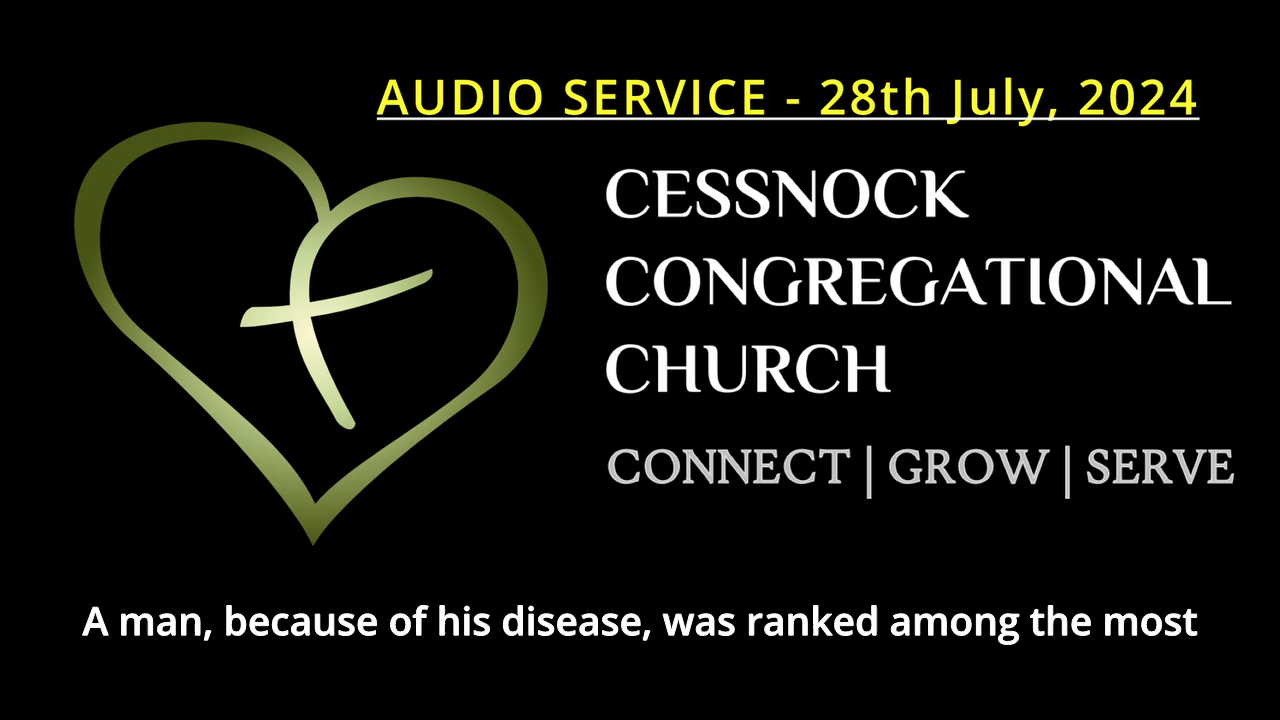 AUDIO SERVICE - 28th July, 2024
CESSNOCK
CONGREGATIONAL
CHURCH
CONNECT | GROW | SERVE
A man, because of his disease, was ranked among the most